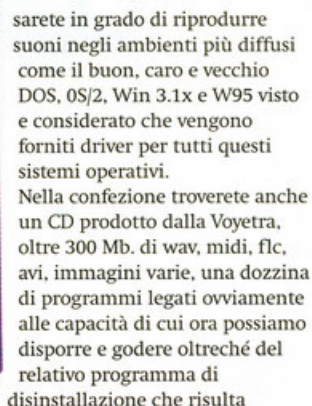 sarete in grado di riprodurre
suoni negli ambienti più diffusi
come il buon, caro e vecchio
DOS, 0S/2, Win 3.1x e W95 visto
e considerato che vengono
forniti driver per tutti questi
sistemi operativi.
Nella confezione troverete anche
un CD prodotto dalla Voyetra,
oltre 300 Mb. di wav, midi, flc,
avi, immagini varie, una dozzina
di programmi legati ovviamente
alle capacità di cui ora possiamo
disporre e godere oltreché del
relativo programma di
disinstallazione che risulta